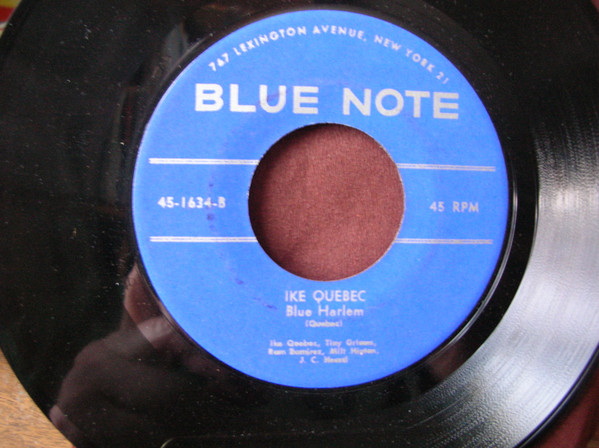 767 LEXINGTON AVENUE, NEW YORK 21
BLUE NOTE
45-1634-B
45 RPM
IKE QUEBEC
Blue Harlem
(Quebec)
Ike Quebec, Tiny Grimes,
Ram Ramirez, Milt Hinton,
J. C. Heard